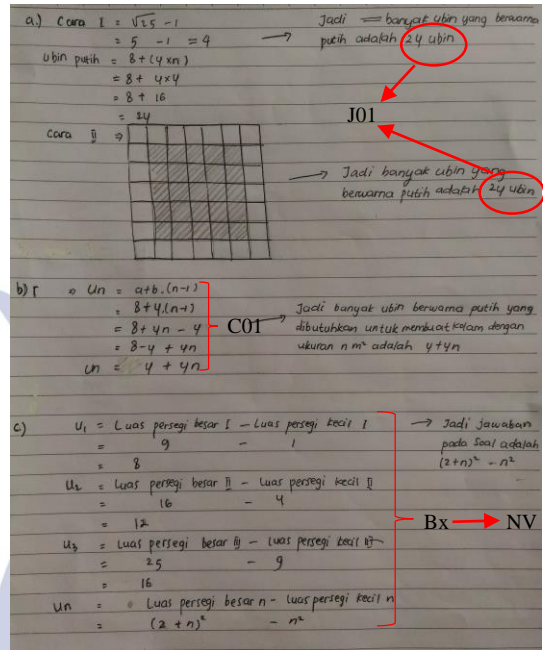 a.) Cara I = √25 - 1
= 5 - 1 = 4
Ubin putih = 8 + (4 x n)
= 8 + 4 x 4
= 8 + 16
= 24
Jadi banyak ubin yang berwarna
putih adalah 24 ubin
J01
Cara II ⇒
→ Jadi banyak ubin yang
berwarna putih adalah 24 ubin
b) Un = a+b.(n-1)
= 8+4.(n-1)
= 8+4n - 4
= 8-4 + 4n
Un = 4 + 4n
C01
Jadi banyak ubin berwarna putih yang
dibutuhkan untuk membuat kolam dengan
ukuran n m² adalah 4+4n
c) U₁ = Luas persegi besar I - Luas persegi kecil I
= 9 - 1
= 8
U₂ = Luas persegi besar II - Luas persegi kecil II
= 16 - 4
= 12
U₃ = Luas persegi besar III - Luas persegi kecil III
= 25 - 9
= 16
Un = Luas persegi besar n - Luas persegi kecil n
= (2 + n)² - n²
→ Jadi jawaban
pada soal adalah
(2+n)² - n²
Bx → NV